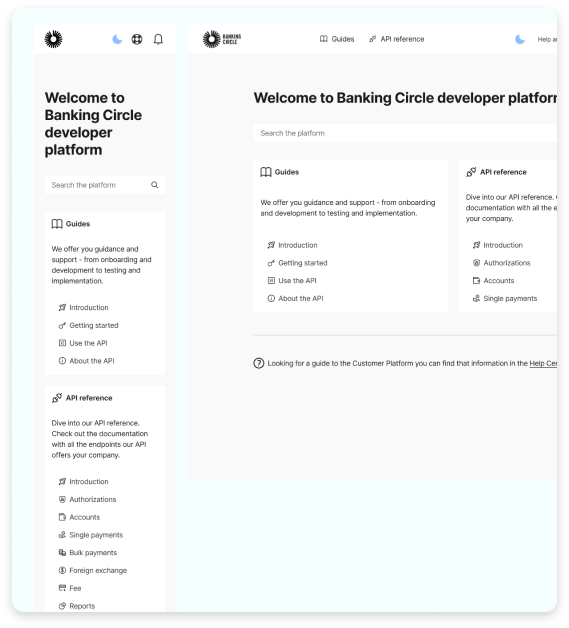 Welcome to
Banking Circle
developer
platform
Search the platform
Guides
We offer you guidance and
support - from onboarding and
development to testing and
implementation.
Introduction
Getting started
Use the API
About the API
API reference
Dive into our API reference.
Check out the documentation
with all the endpoints our API
offers your company.
Introduction
Authorizations
Accounts
Single payments
Bulk payments
Foreign exchange
Fee
Reports
BANKING
CIRCLE
Guides
API reference
Help
Welcome to Banking Circle developer
Search the platform
Guides
We offer you guidance and support - from onboarding
and development to testing and implementation.
Introduction
Getting started
Use the API
About the API
API reference
Dive into our API reference.
documentation with all the
your company.
Introduction
Authorizations
Accounts
Single payments
Looking for a guide to the Customer Platform you can find that information in the Help